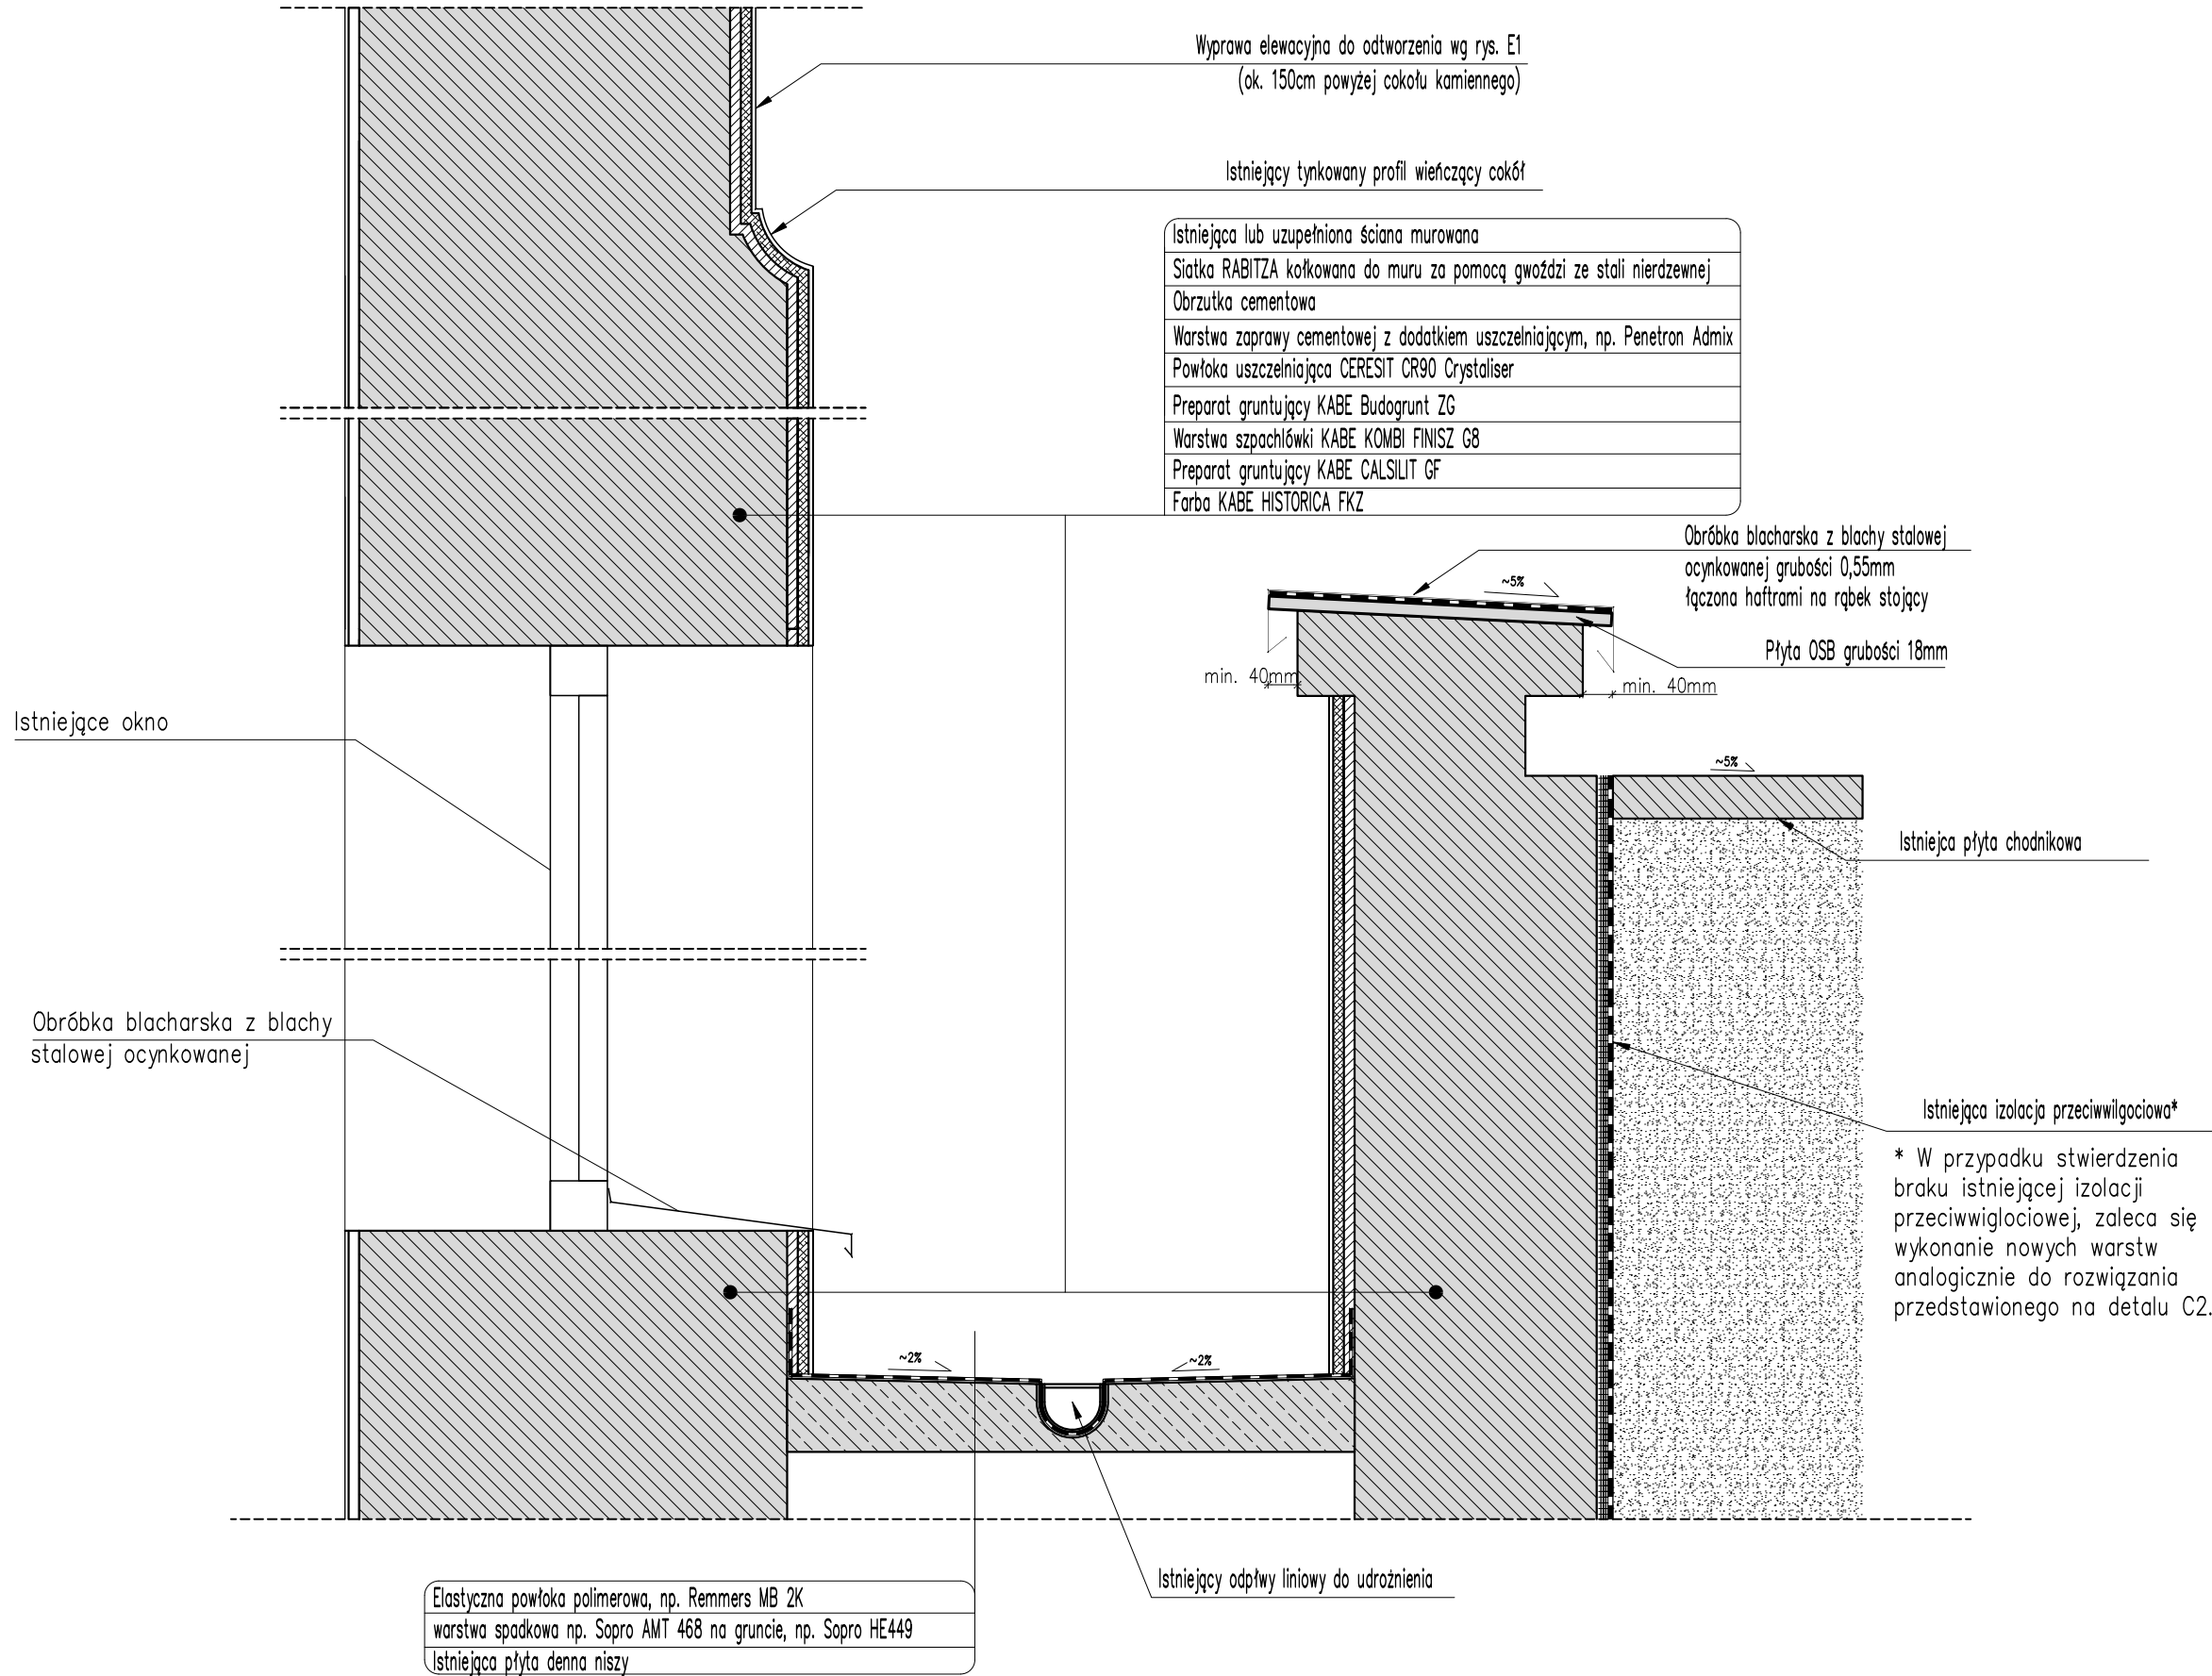 Wyprawa elewacyjna do odtworzenia wg rys. E1
(ok. 150cm powyżej cokołu kamiennego)
Istniejący tynkowany profil wieńczący cokół
Istniejąca lub uzupełniona ściana murowana
Siatka RABITZA kołkowana do muru za pomocą gwoździ ze stali nierdzewnej
Obrzutka cementowa
Warstwa zaprawy cementowej z dodatkiem uszczelniającym, np. Penetron Admix
Powłoka uszczelniająca CERESIT CR90 Crystaliser
Preparat gruntujący KABE Budogrunt ZG
Warstwa szpachlówki KABE KOMBI FINISZ G8
Preparat gruntujący KABE CALSILIT GF
Farba KABE HISTORICA FKZ
Obróbka blacharska z blachy stalowej
ocynkowanej grubości 0,55mm
łączona haftrami na rąbek stojący
~5%
Płyta OSB grubości 18mm
min. 40mm
min. 40mm
Istniejące okno
~5%
Istniejca płyta chodnikowa
Obróbka blacharska z blachy
stalowej ocynkowanej
Istniejąca izolacja przeciwwilgociowa*
* W przypadku stwierdzenia
braku istniejącej izolacji
przeciwwiglociowej, zaleca się
wykonanie nowych warstw
analogicznie do rozwiązania
przedstawionego na detalu C2.
~2%
~2%
Istniejący odpłwy liniowy do udrożnienia
Elastyczna powłoka polimerowa, np. Remmers MB 2K
warstwa spadkowa np. Sopro AMT 468 na gruncie, np. Sopro HE449
Istniejąca płyta denna niszy